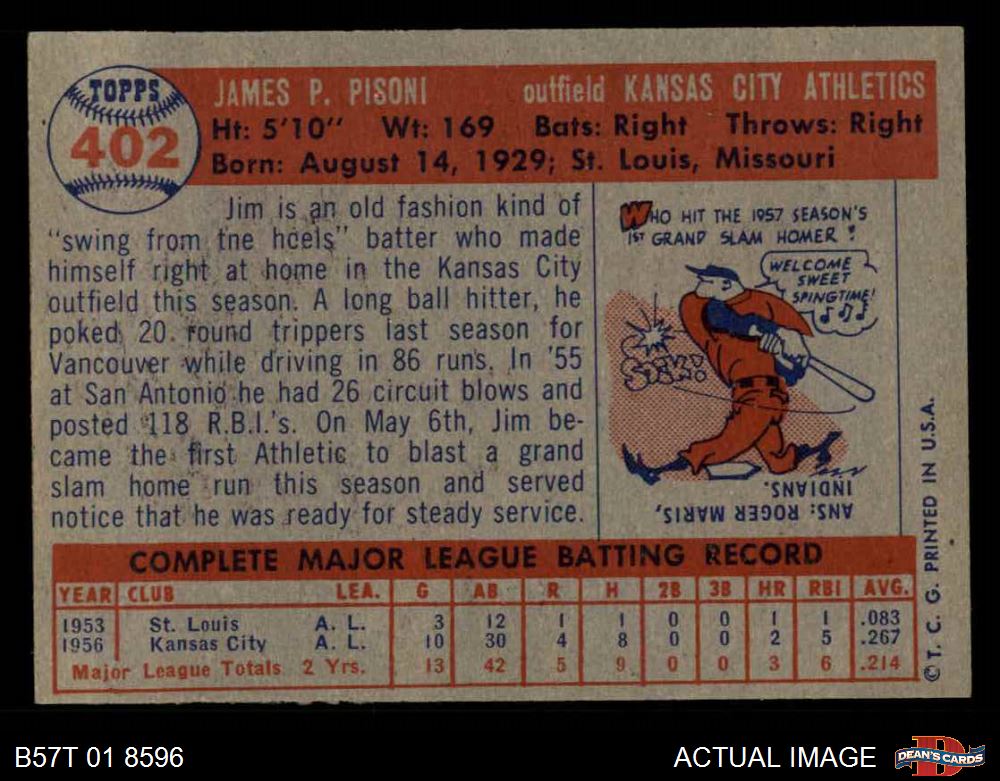 TOPPS
402
JAMES P. PISONI outfield KANSAS CITY ATHLETICS
Ht: 5'10" Wt: 169 Bats: Right Throws: Right
Born: August 14, 1929; St. Louis, Missouri
Jim is an old fashion kind of
"swing from tne hcels" batter who made
himself right at home in the Kansas City
outfield this season. A long ball hitter, he
poked 20 round trippers last season for
Vancouver while driving in 86 runs. In '55
at San Antonio he had 26 circuit blows and
posted 118 R.B.I.'s. On May 6th, Jim be-
came the first Athletic to blast a grand
slam home run this season and served
notice that he was ready for steady service.
WHO HIT THE 1957 SEASON'S
1ST GRAND SLAM HOMER ?
WELCOME
SWEET
SPINGTIME!
SOCK!
ANS: ROGER MARIS,
INDIANS.
COMPLETE MAJOR LEAGUE BATTING RECORD
YEAR CLUB LEA. G AB R H 2B 3B HR RBI AVG.
1953 St. Louis A. L. 3 12 1 1 0 0 1 1 .083
1956 Kansas City A. L. 10 30 4 8 0 0 2 5 .267
Major League Totals 2 Yrs. 13 42 5 9 0 0 3 6 .214
© T. C. G. PRINTED IN U.S.A.
B57T 01 8596
ACTUAL IMAGE
DEAN'S CARDS